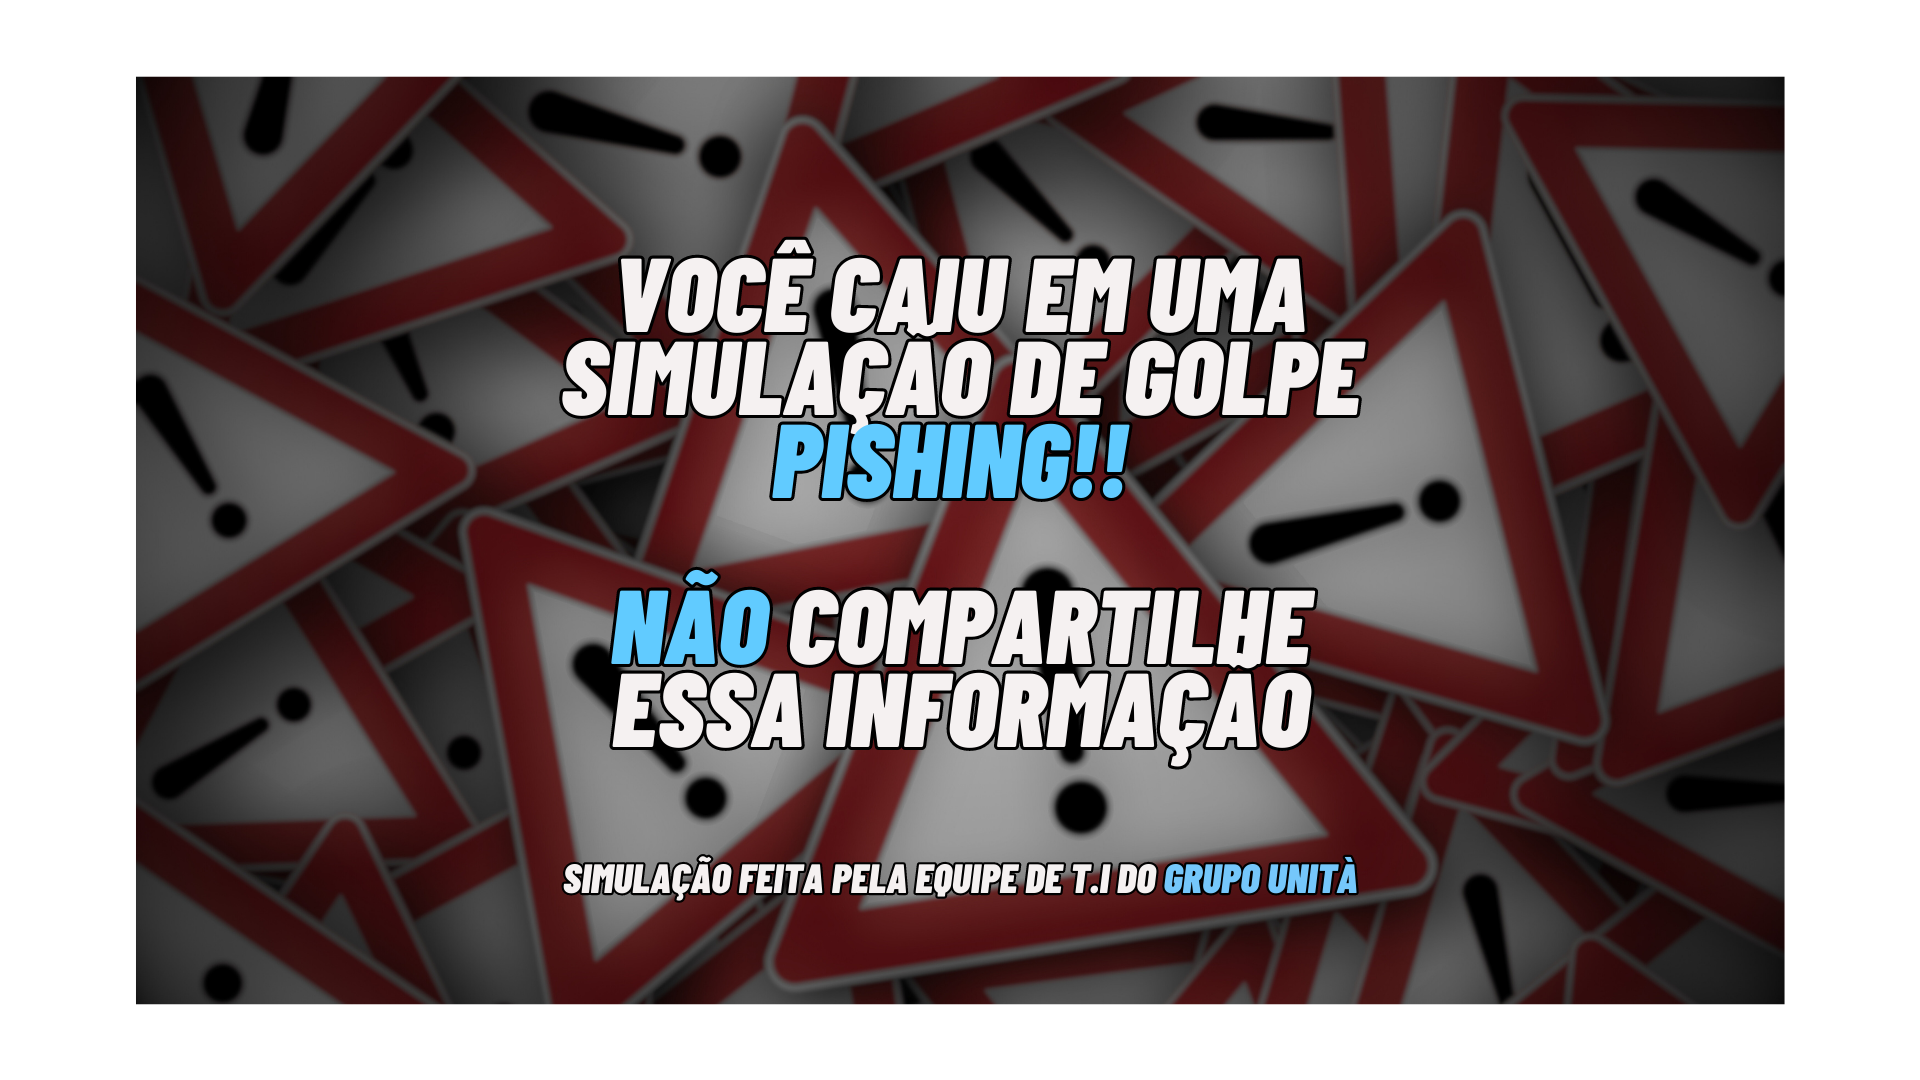 VOCÊ CAIU EM UMA
SIMULAÇÃO DE GOLPE
PISHING!!
NÃO COMPARTILHE
ESSA INFORMAÇÃO
SIMULAÇÃO FEITA PELA EQUIPE DE T.I DO GRUPO UNITÀ